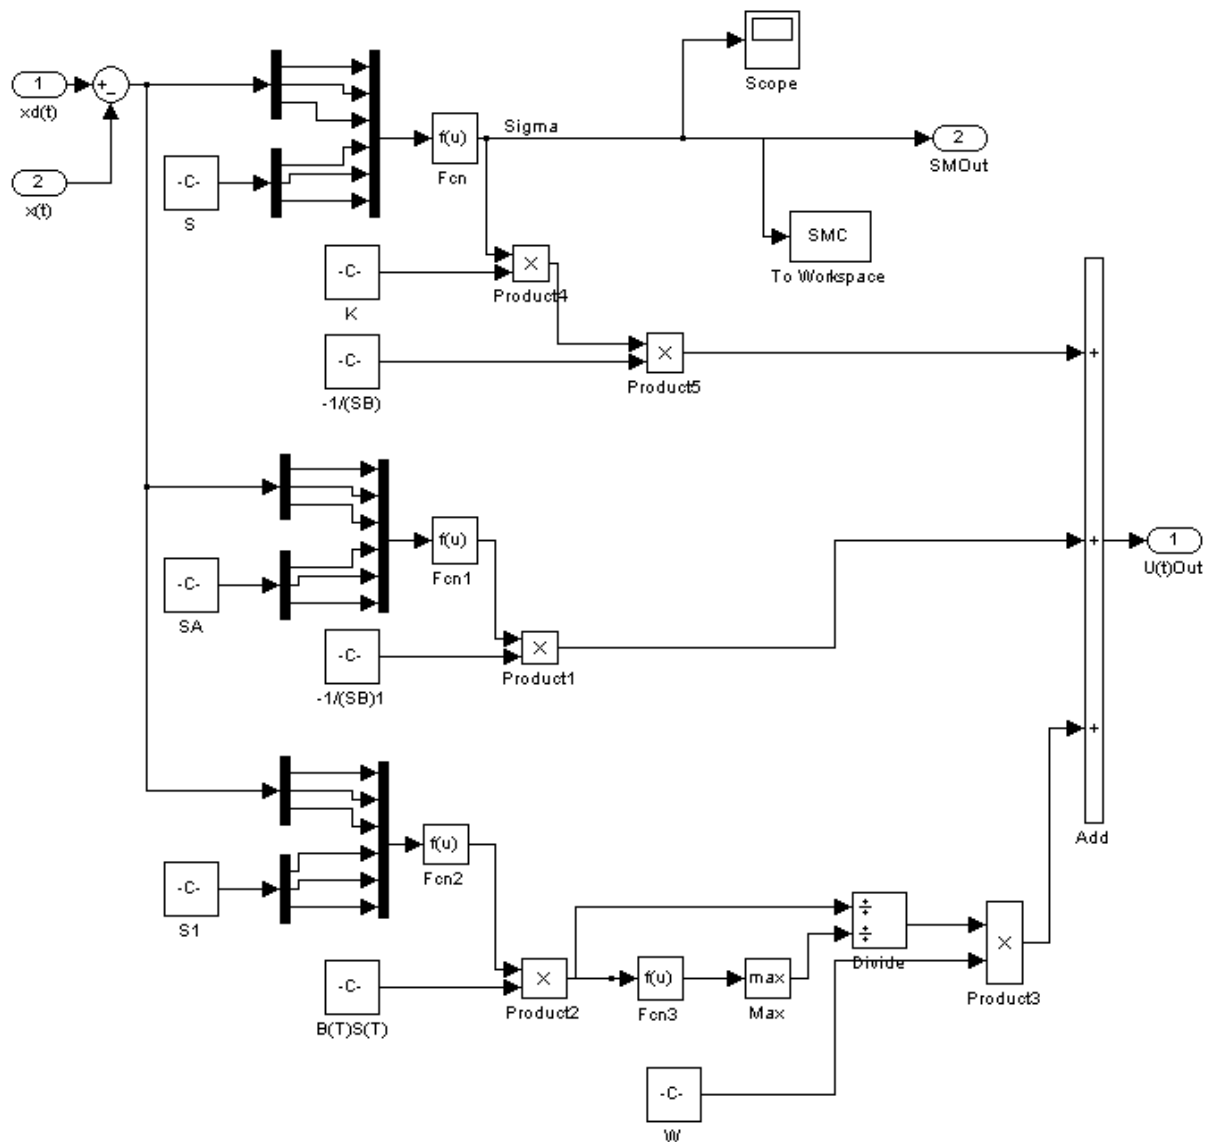 1
xd(t)
+
−
2
x(t)
-C-
S
f(u)
Fcn
Sigma
Scope
2
SMOut
SMC
To Workspace
-C-
K
×
Product4
-C-
-1/(SB)
×
Product5
+
-C-
SA
f(u)
Fcn1
-C-
-1/(SB)1
×
Product1
+
1
U(t)Out
-C-
S1
f(u)
Fcn2
-C-
B(T)S(T)
×
Product2
f(u)
Fcn3
max
Max
÷
÷
Divide
×
Product3
+
Add
-C-
W